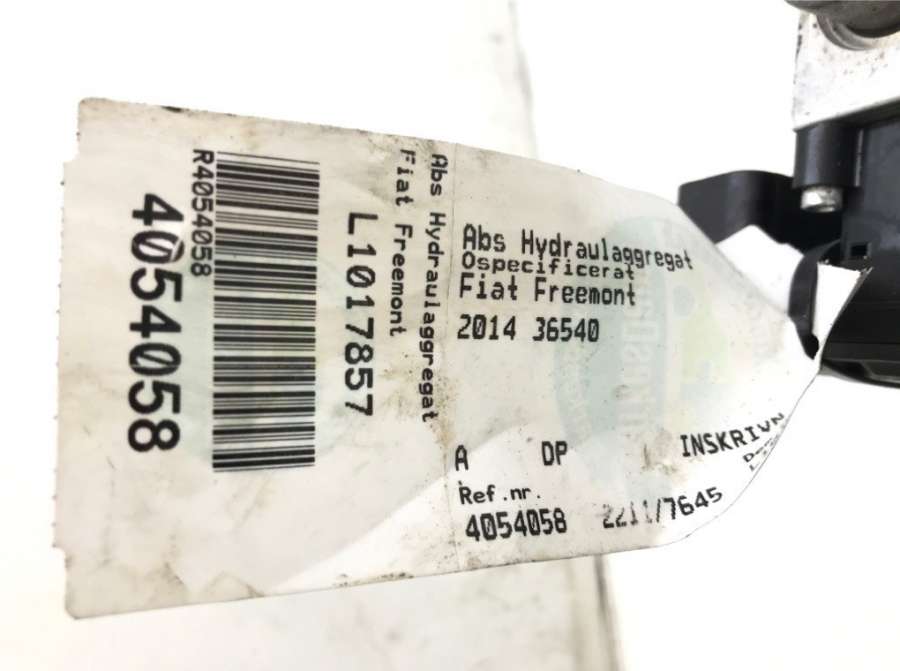 R4054058
4054058
L1017857
Abs Hydraulaggregat
Fiat Freemont
Abs Hydraulaggregat
Ospecificerat
Fiat Freemont
2014 36540
A DP INSKRIVN
Ref.nr.
4054058 2211/7645